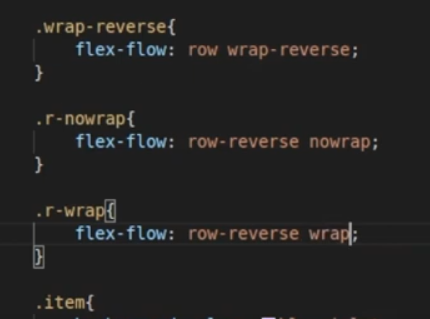 .wrap-reverse{
    flex-flow: row wrap-reverse;
}
.r-nowrap{
    flex-flow: row-reverse nowrap;
}
.r-wrap{
    flex-flow: row-reverse wrap;
}
.item{